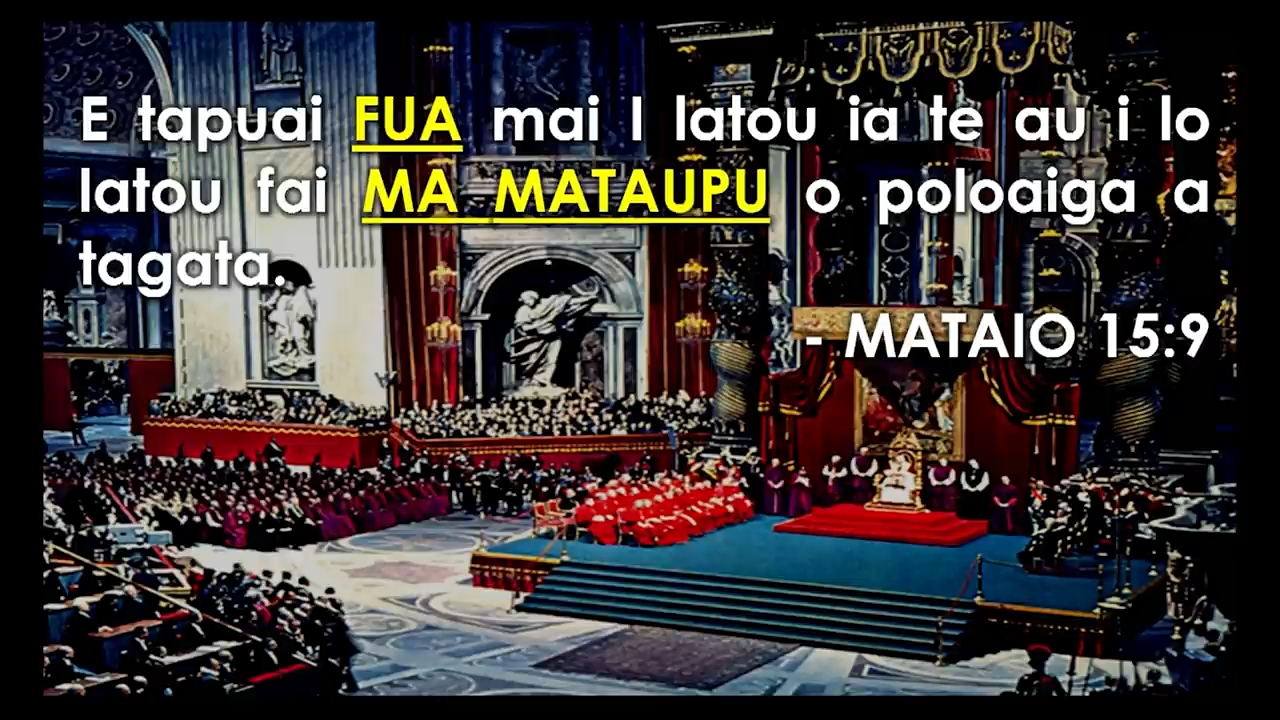 E tapuai FUA mai I latou ia te au i lo
latou fai MA MATAUPU o poloaiga a
tagata.
- MATAIO 15:9